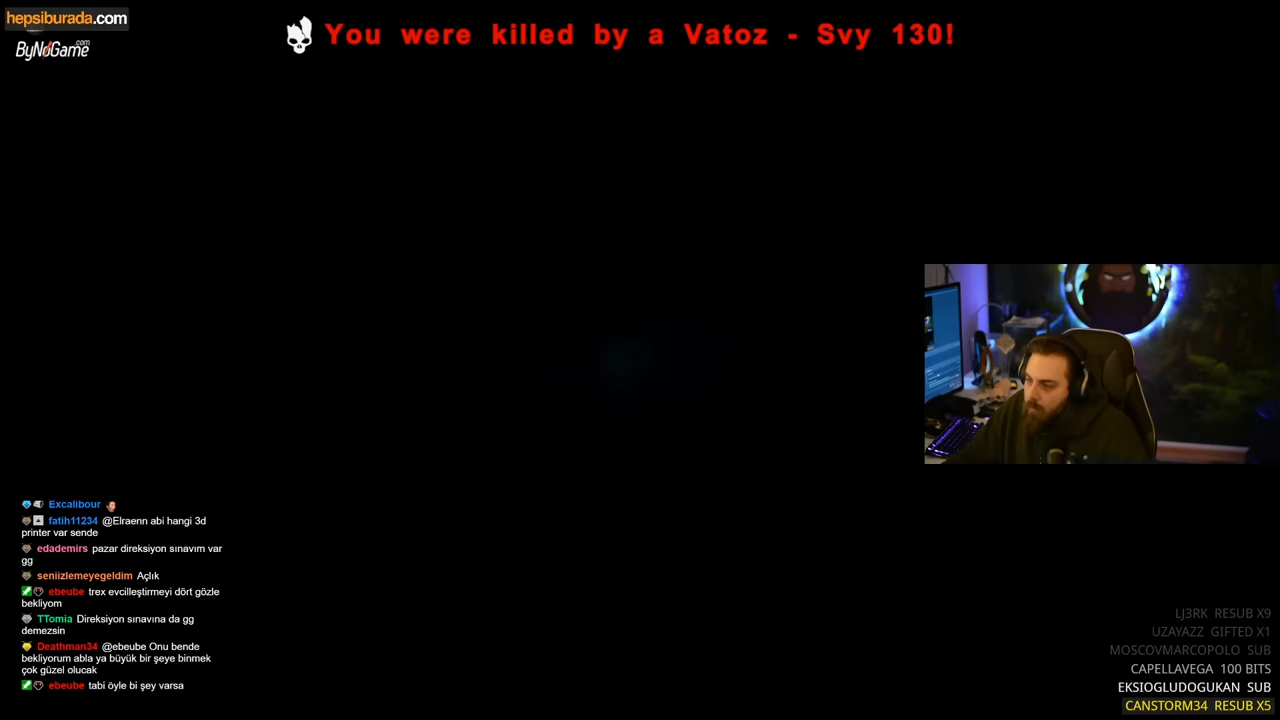 hepsiburada.com
ByNoGame.com
You were killed by a Vatoz - Svy 130!
Excalibour
fatih11234 @Elraenn abi hangi 3d
printer var sende
edademirs pazar direksiyon sınavım var
gg
seniizlemeyegeldim Açlık
ebeube trex evcilleştirmeyi dört gözle
bekliyom
TTomia Direksiyon sınavına da gg
demezsin
Deathman34 @ebeube Onu bende
bekliyorum abla ya büyük bir şeye binmek
çok güzel olucak
ebeube tabi öyle bi şey varsa
LJ3RK RESUB X9
UZAYAZZ GIFTED X1
MOSCOVMARCOPOLO SUB
CAPELLAVEGA 100 BITS
EKSIOGLUDOGUKAN SUB
CANSTORM34 RESUB X5